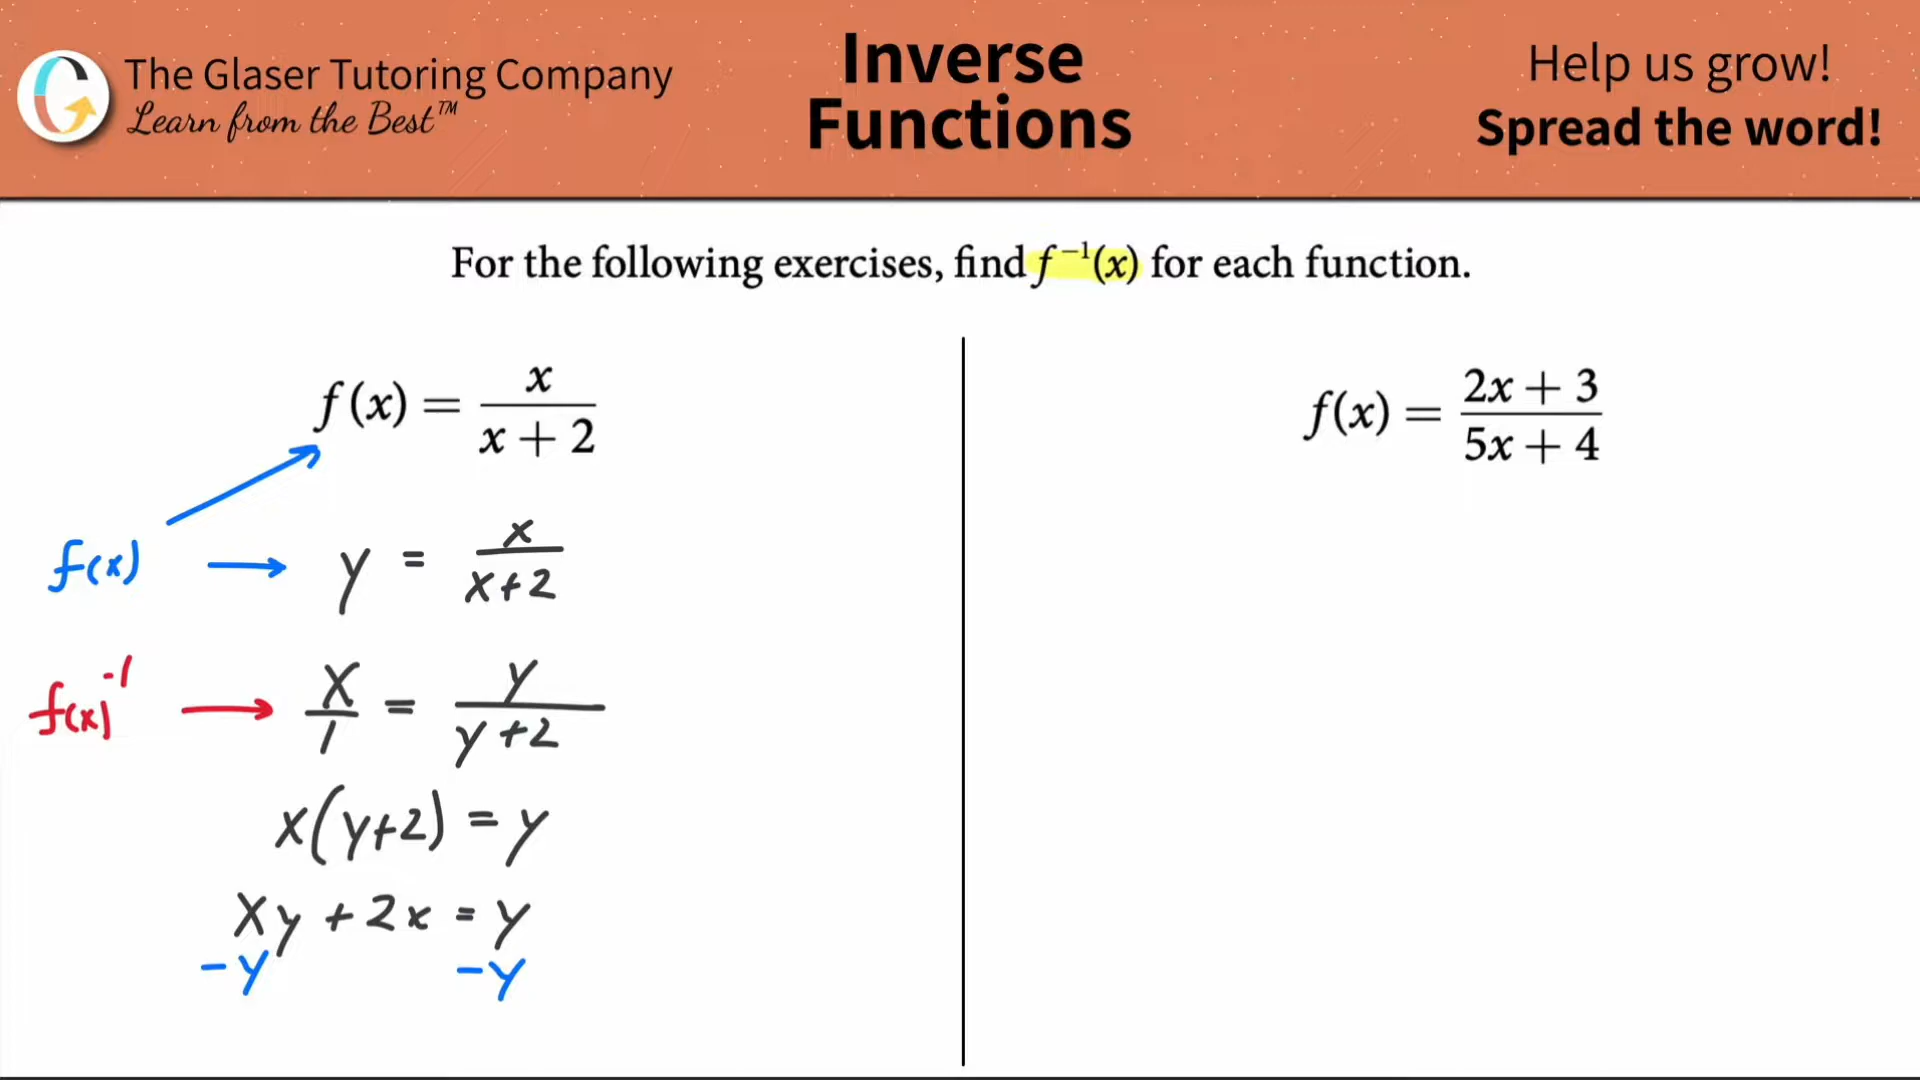 The Glaser Tutoring Company
Learn from the Best™
Inverse
Functions
Help us grow!
Spread the word!
For the following exercises, find f⁻¹(x) for each function.
f(x) = x/(x + 2)
f(x) → y = x/(x+2)
f(x)⁻¹ → x/1 = y/(y+2)
x(y+2) = y
xy + 2x = y
-y -y
f(x) = (2x + 3)/(5x + 4)